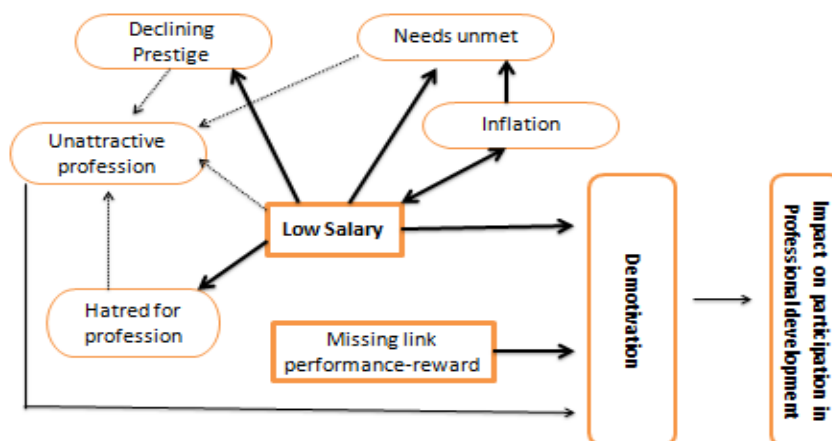 Declining
Prestige
Needs unmet
Inflation
Unattractive
profession
Low Salary
Hatred for
profession
Missing link
performance-reward
Demotivation
Impact on participation in
Professional development